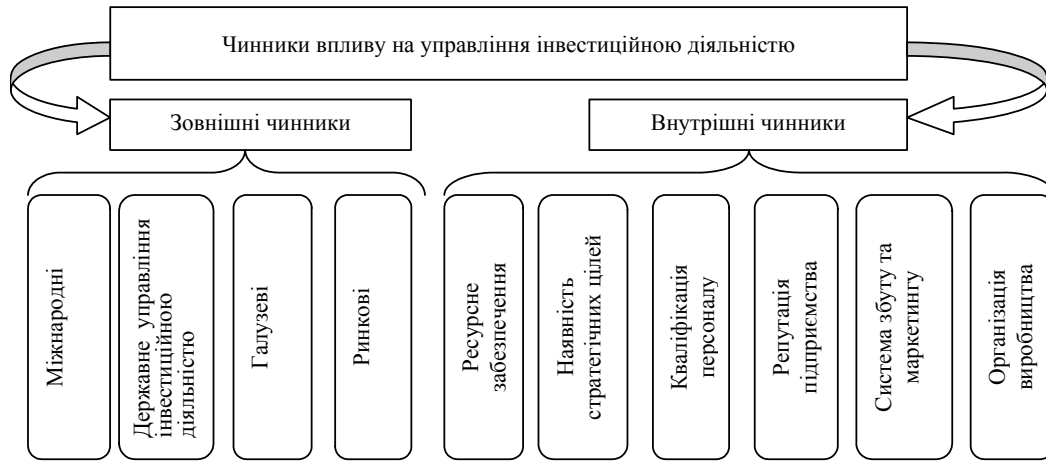 Чинники впливу на управління інвестиційною діяльністю
Зовнішні чинники
Внутрішні чинники
Міжнародні
Державне управління
інвестиційною
діяльністю
Галузеві
Ринкові
Ресурсне
забезпечення
Наявність
стратегічних цілей
Кваліфікація
персоналу
Репутація
підприємства
Система збуту та
маркетингу
Організація
виробництва